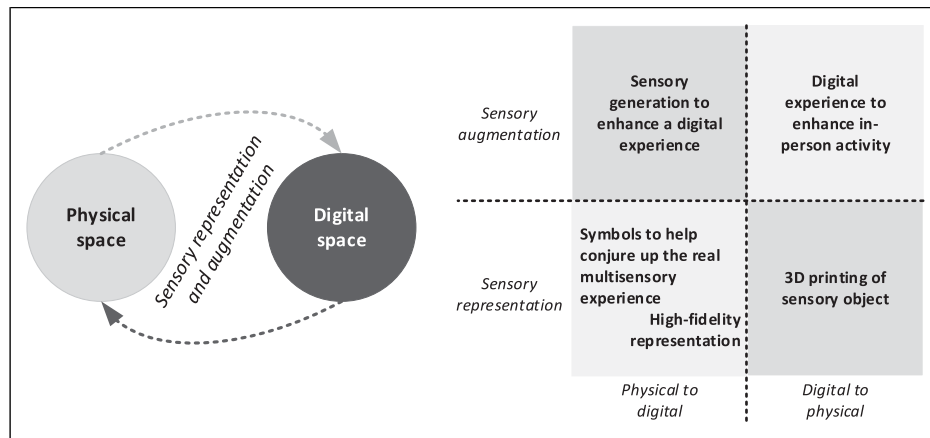 Physical
space
Sensory representation
and augmentation
Digital
space
Sensory
augmentation
Sensory
generation to
enhance a digital
experience
Digital
experience to
enhance in-
person activity
Sensory
representation
Symbols to help
conjure up the real
multisensory
experience
High-fidelity
representation
3D printing of
sensory object
Physical to
digital
Digital to
physical